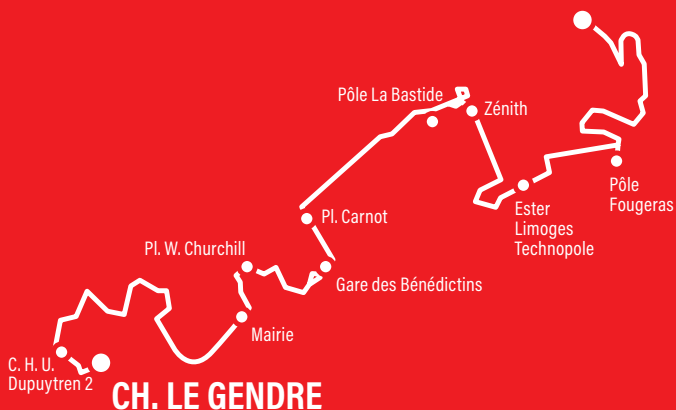 Pôle La Bastide
Zénith
Pôle
Fougeras
Ester
Limoges
Technopole
Pl. Carnot
Pl. W. Churchill
Gare des Bénédictins
Mairie
C. H. U.
Dupuytren 2
CH. LE GENDRE